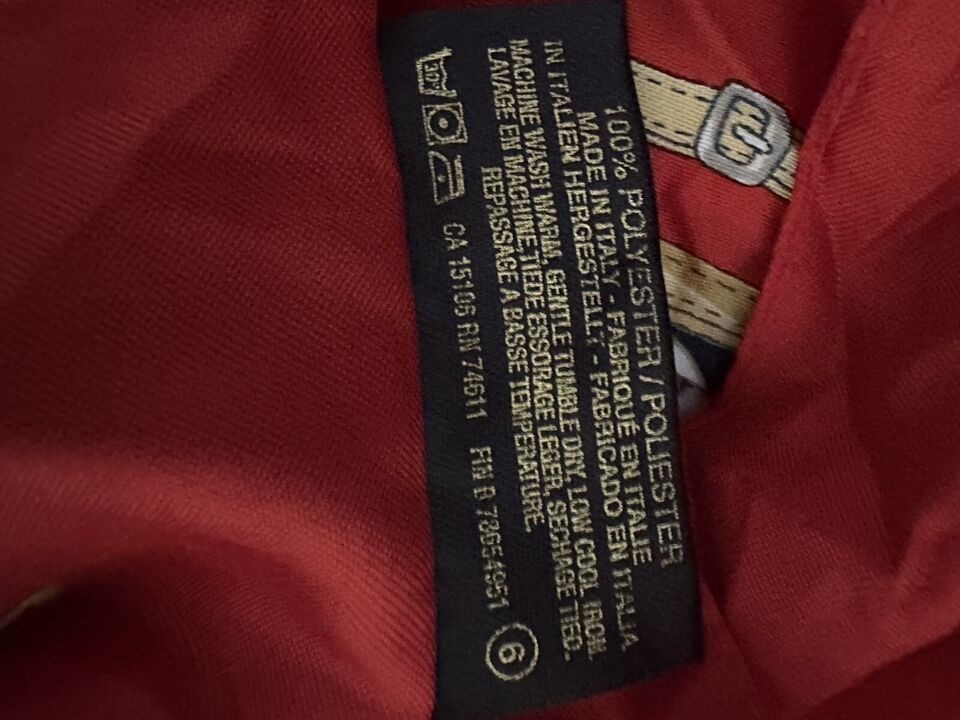 100% POLYESTER / POLIESTER
MADE IN ITALY - FABRIQUÉ EN ITALIE
IN ITALIEN HERGESTELLT - FABRICADO EN ITALIA
MACHINE WASH WARM, GENTLE TUMBLE DRY, LOW COOL IRON.
LAVAGE EN MACHINE, TIEDE ESSORAGE LEGER, SECHAGE TIED.
REPASSAGE A BASSE TEMPERATURE.
30°
CA 15106 RN 74611 FIN B 78654951 6